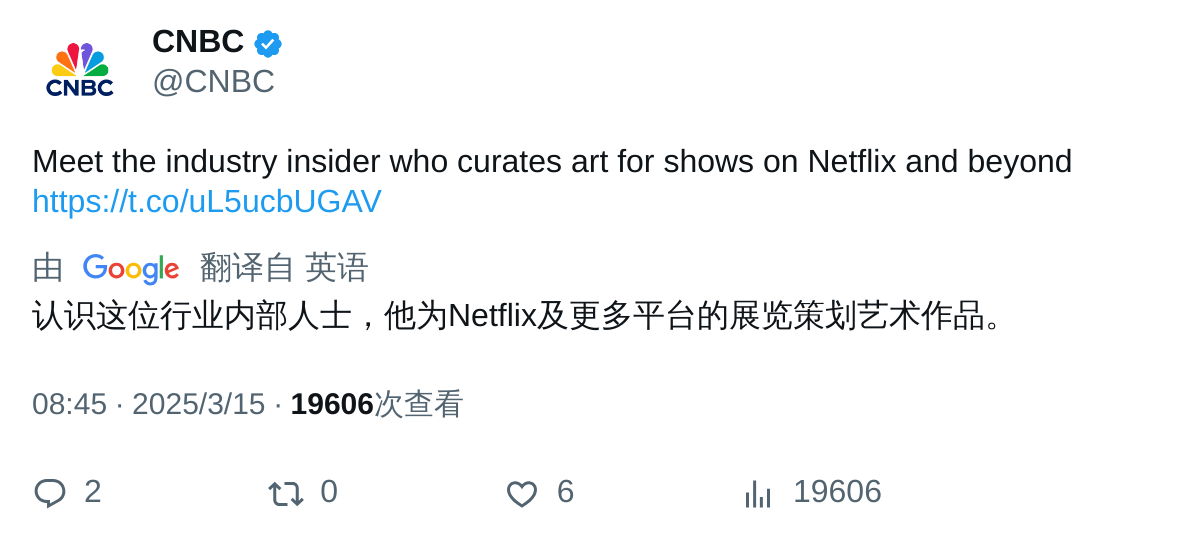 CNBC
CNBC
@CNBC
Meet the industry insider who curates art for shows on Netflix and beyond
https://t.co/uL5ucbUGAV
由 Google 翻译自 英语
认识这位行业内部人士，他为Netflix及更多平台的展览策划艺术作品。
08:45 · 2025/3/15 · 19606次查看
2 0 6 19606